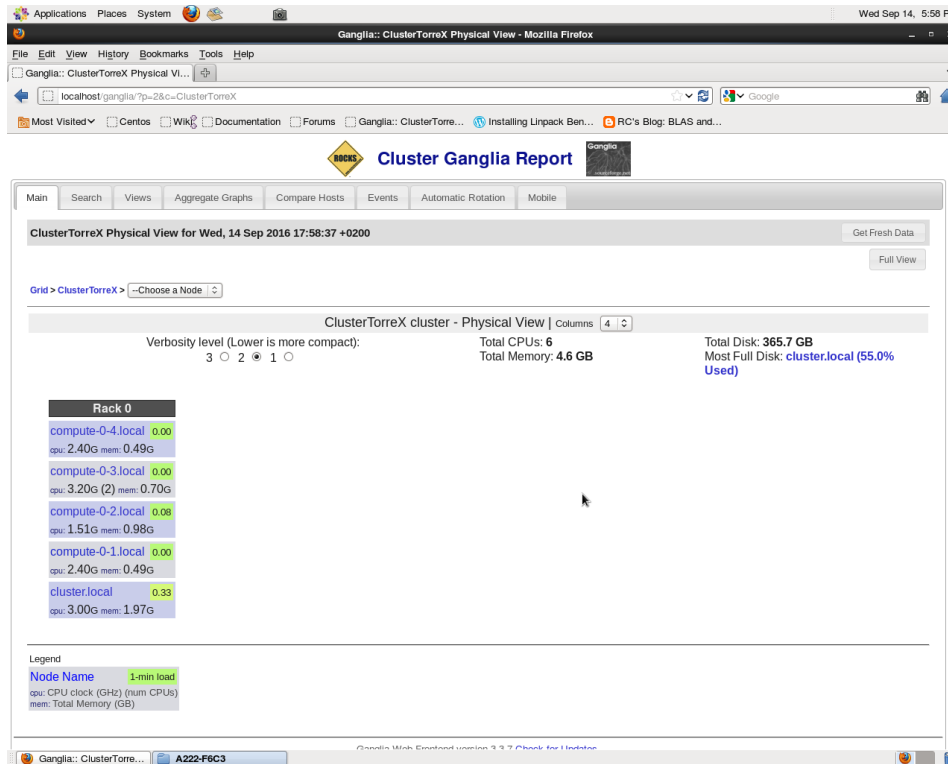 Applications Places System Wed Sep 14, 5:58 P
Ganglia:: ClusterTorreX Physical View - Mozilla Firefox
File Edit View History Bookmarks Tools Help
Ganglia:: ClusterTorreX Physical Vi...
localhost/ganglia/?p=2&c=ClusterTorreX Google
Most Visited Centos Wiki Documentation Forums Ganglia:: ClusterTorre... Installing Linpack Ben... RC's Blog: BLAS and...
ROCKS Cluster Ganglia Report Ganglia
Main Search Views Aggregate Graphs Compare Hosts Events Automatic Rotation Mobile
ClusterTorreX Physical View for Wed, 14 Sep 2016 17:58:37 +0200 Get Fresh Data
Full View
Grid > ClusterTorreX > --Choose a Node
ClusterTorreX cluster - Physical View | Columns 4
Verbosity level (Lower is more compact):
3 2 1
Total CPUs: 6
Total Memory: 4.6 GB
Total Disk: 365.7 GB
Most Full Disk: cluster.local (55.0%
Used)
Rack 0
compute-0-4.local 0.00
cpu: 2.40G mem: 0.49G
compute-0-3.local 0.00
cpu: 3.20G (2) mem: 0.70G
compute-0-2.local 0.08
cpu: 1.51G mem: 0.98G
compute-0-1.local 0.00
cpu: 2.40G mem: 0.49G
cluster.local 0.33
cpu: 3.00G mem: 1.97G
Legend
Node Name 1-min load
cpu: CPU clock (GHz) (num CPUs)
mem: Total Memory (GB)
Ganglia Web Frontend version 3.3.7 Check for Updates
Ganglia:: ClusterTorre... A222-F6C3